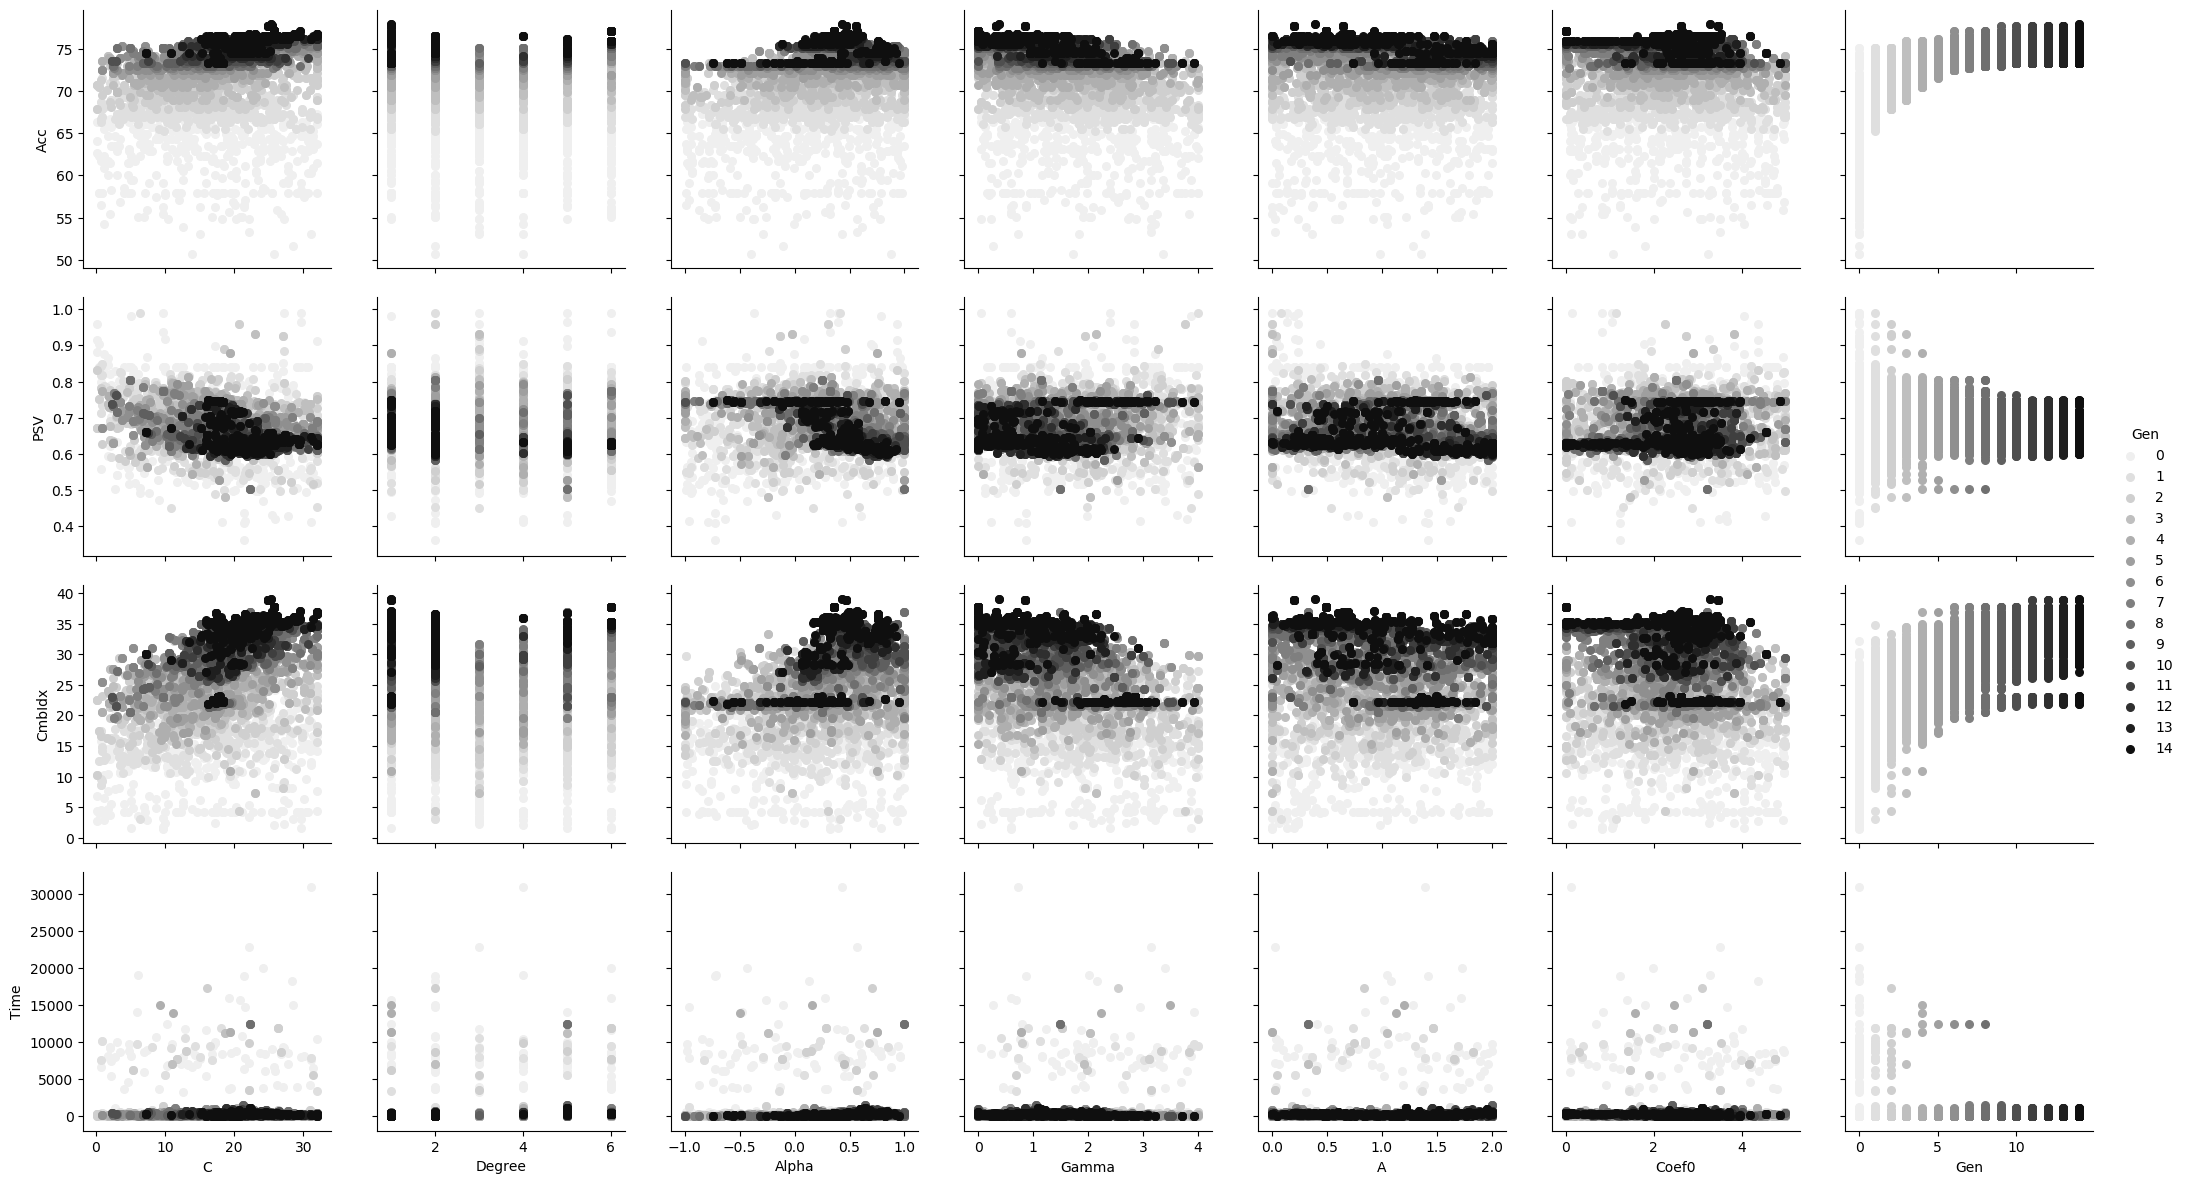 Acc
75
70
65
60
55
50
PSV
1.0
0.9
0.8
0.7
0.6
0.5
0.4
CmbIdx
40
35
30
25
20
15
10
5
0
Time
30000
25000
20000
15000
10000
5000
0
0 10 20 30
C
2 4 6
Degree
−1.0 −0.5 0.0 0.5 1.0
Alpha
0 1 2 3 4
Gamma
0.0 0.5 1.0 1.5 2.0
A
0 2 4
Coef0
0 5 10
Gen
Gen
0
1
2
3
4
5
6
7
8
9
10
11
12
13
14